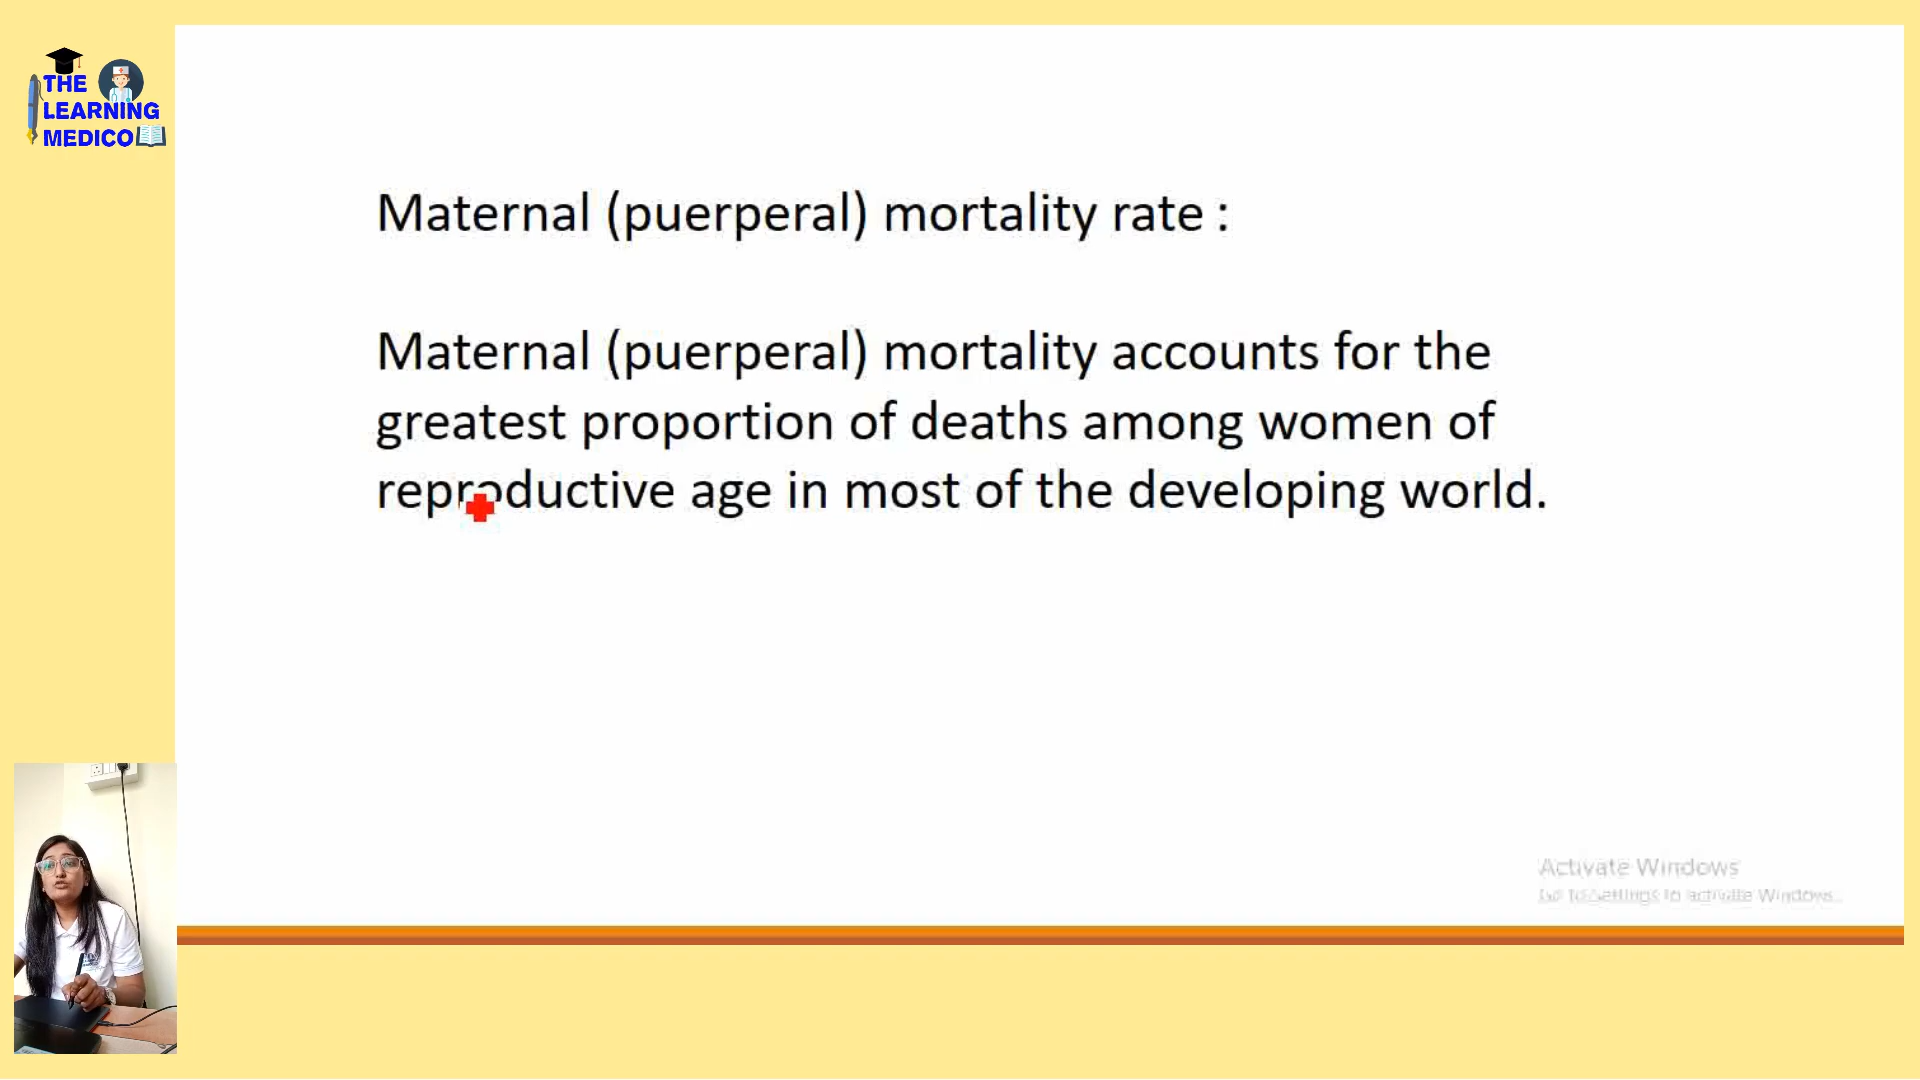 THE
LEARNING
MEDICO
Maternal (puerperal) mortality rate :
Maternal (puerperal) mortality accounts for the
greatest proportion of deaths among women of
reproductive age in most of the developing world.
Activate Windows
Go to Settings to activate Windows.